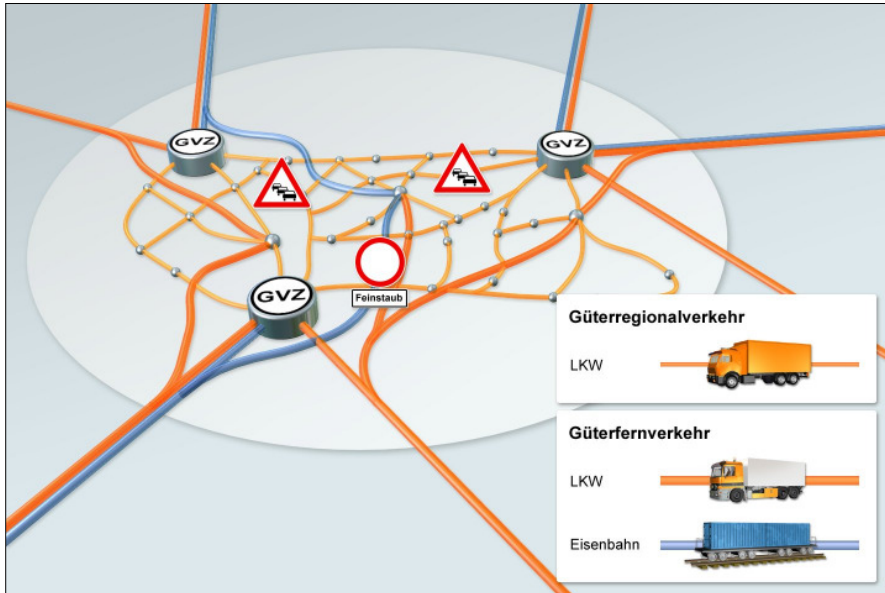 GVZ
GVZ
GVZ
Feinstaub
Güterregionalverkehr
LKW
Güterfernverkehr
LKW
Eisenbahn